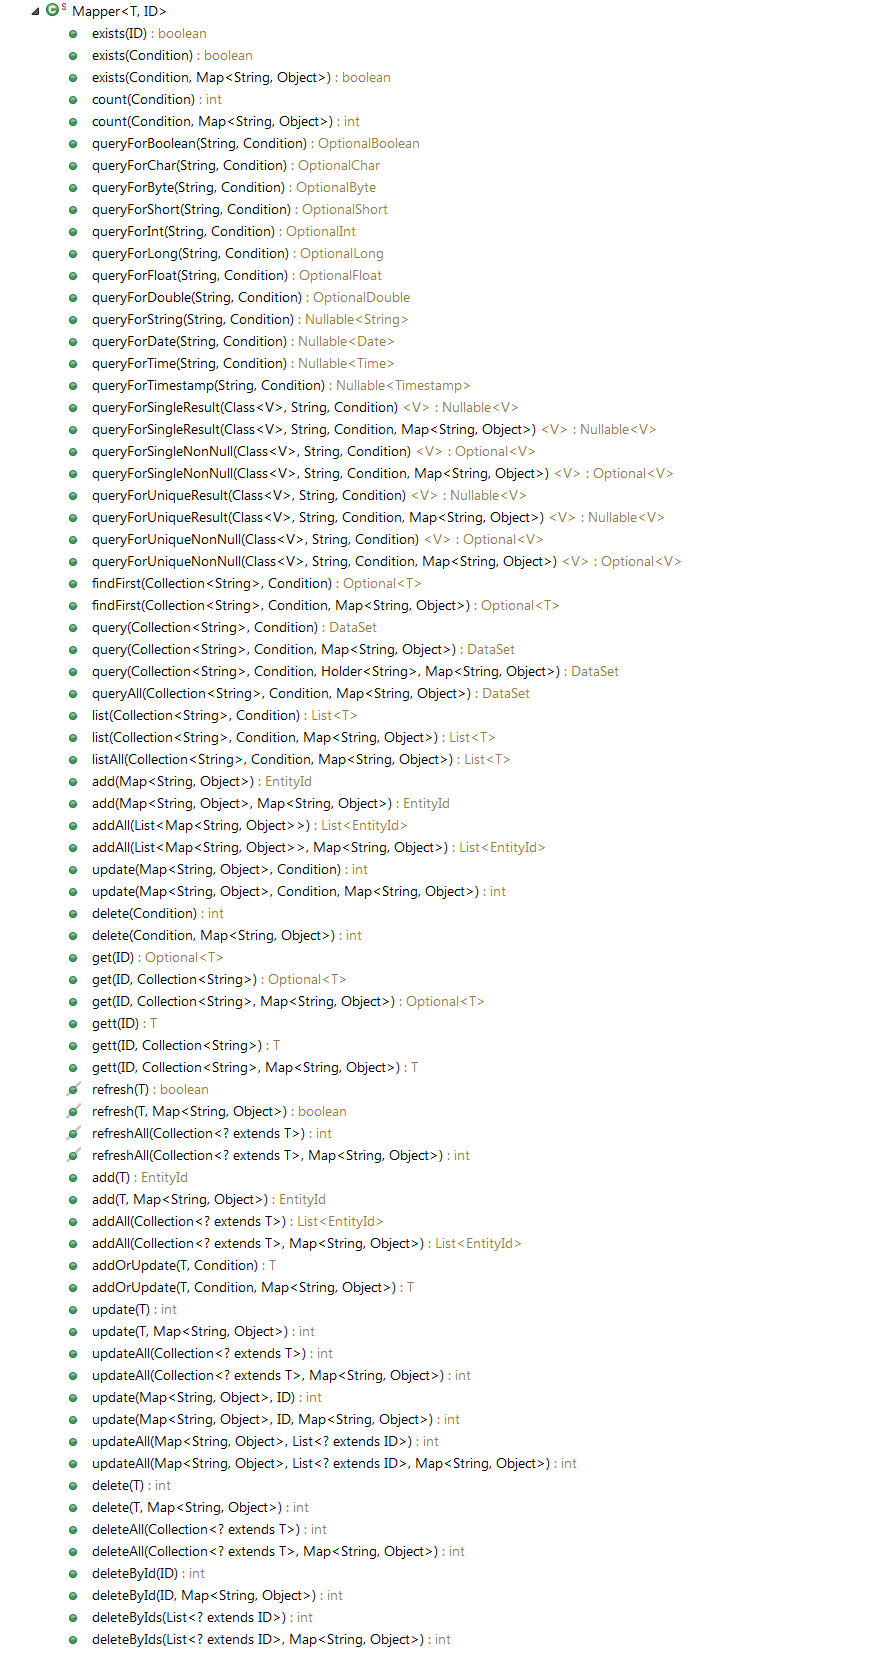 Mapper<T, ID>
exists(ID) : boolean
exists(Condition) : boolean
exists(Condition, Map<String, Object>) : boolean
count(Condition) : int
count(Condition, Map<String, Object>) : int
queryForBoolean(String, Condition) : OptionalBoolean
queryForChar(String, Condition) : OptionalChar
queryForByte(String, Condition) : OptionalByte
queryForShort(String, Condition) : OptionalShort
queryForInt(String, Condition) : OptionalInt
queryForLong(String, Condition) : OptionalLong
queryForFloat(String, Condition) : OptionalFloat
queryForDouble(String, Condition) : OptionalDouble
queryForString(String, Condition) : Nullable<String>
queryForDate(String, Condition) : Nullable<Date>
queryForTime(String, Condition) : Nullable<Time>
queryForTimestamp(String, Condition) : Nullable<Timestamp>
queryForSingleResult(Class<V>, String, Condition) <V> : Nullable<V>
queryForSingleResult(Class<V>, String, Condition, Map<String, Object>) <V> : Nullable<V>
queryForSingleNonNull(Class<V>, String, Condition) <V> : Optional<V>
queryForSingleNonNull(Class<V>, String, Condition, Map<String, Object>) <V> : Optional<V>
queryForUniqueResult(Class<V>, String, Condition) <V> : Nullable<V>
queryForUniqueResult(Class<V>, String, Condition, Map<String, Object>) <V> : Nullable<V>
queryForUniqueNonNull(Class<V>, String, Condition) <V> : Optional<V>
queryForUniqueNonNull(Class<V>, String, Condition, Map<String, Object>) <V> : Optional<V>
findFirst(Collection<String>, Condition) : Optional<T>
findFirst(Collection<String>, Condition, Map<String, Object>) : Optional<T>
query(Collection<String>, Condition) : DataSet
query(Collection<String>, Condition, Map<String, Object>) : DataSet
query(Collection<String>, Condition, Holder<String>, Map<String, Object>) : DataSet
queryAll(Collection<String>, Condition, Map<String, Object>) : DataSet
list(Collection<String>, Condition) : List<T>
list(Collection<String>, Condition, Map<String, Object>) : List<T>
listAll(Collection<String>, Condition, Map<String, Object>) : List<T>
add(Map<String, Object>) : EntityId
add(Map<String, Object>, Map<String, Object>) : EntityId
addAll(List<Map<String, Object>>) : List<EntityId>
addAll(List<Map<String, Object>>, Map<String, Object>) : List<EntityId>
update(Map<String, Object>, Condition) : int
update(Map<String, Object>, Condition, Map<String, Object>) : int
delete(Condition) : int
delete(Condition, Map<String, Object>) : int
get(ID) : Optional<T>
get(ID, Collection<String>) : Optional<T>
get(ID, Collection<String>, Map<String, Object>) : Optional<T>
gett(ID) : T
gett(ID, Collection<String>) : T
gett(ID, Collection<String>, Map<String, Object>) : T
refresh(T) : boolean
refresh(T, Map<String, Object>) : boolean
refreshAll(Collection<? extends T>) : int
refreshAll(Collection<? extends T>, Map<String, Object>) : int
add(T) : EntityId
add(T, Map<String, Object>) : EntityId
addAll(Collection<? extends T>) : List<EntityId>
addAll(Collection<? extends T>, Map<String, Object>) : List<EntityId>
addOrUpdate(T, Condition) : T
addOrUpdate(T, Condition, Map<String, Object>) : T
update(T) : int
update(T, Map<String, Object>) : int
updateAll(Collection<? extends T>) : int
updateAll(Collection<? extends T>, Map<String, Object>) : int
update(Map<String, Object>, ID) : int
update(Map<String, Object>, ID, Map<String, Object>) : int
updateAll(Map<String, Object>, List<? extends ID>) : int
updateAll(Map<String, Object>, List<? extends ID>, Map<String, Object>) : int
delete(T) : int
delete(T, Map<String, Object>) : int
deleteAll(Collection<? extends T>) : int
deleteAll(Collection<? extends T>, Map<String, Object>) : int
deleteById(ID) : int
deleteById(ID, Map<String, Object>) : int
deleteByIds(List<? extends ID>) : int
deleteByIds(List<? extends ID>, Map<String, Object>) : int